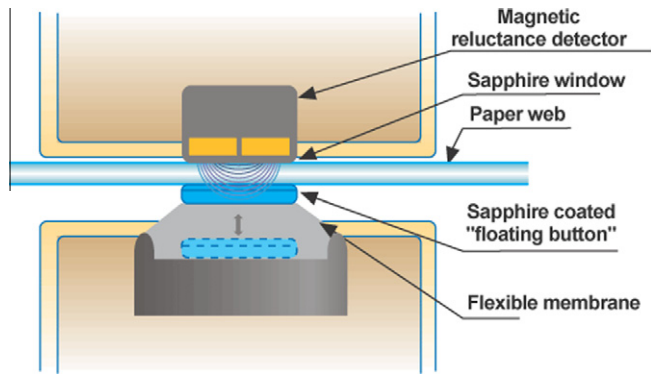 Magnetic
reluctance detector
Sapphire window
Paper web
Sapphire coated
"floating button"
Flexible membrane